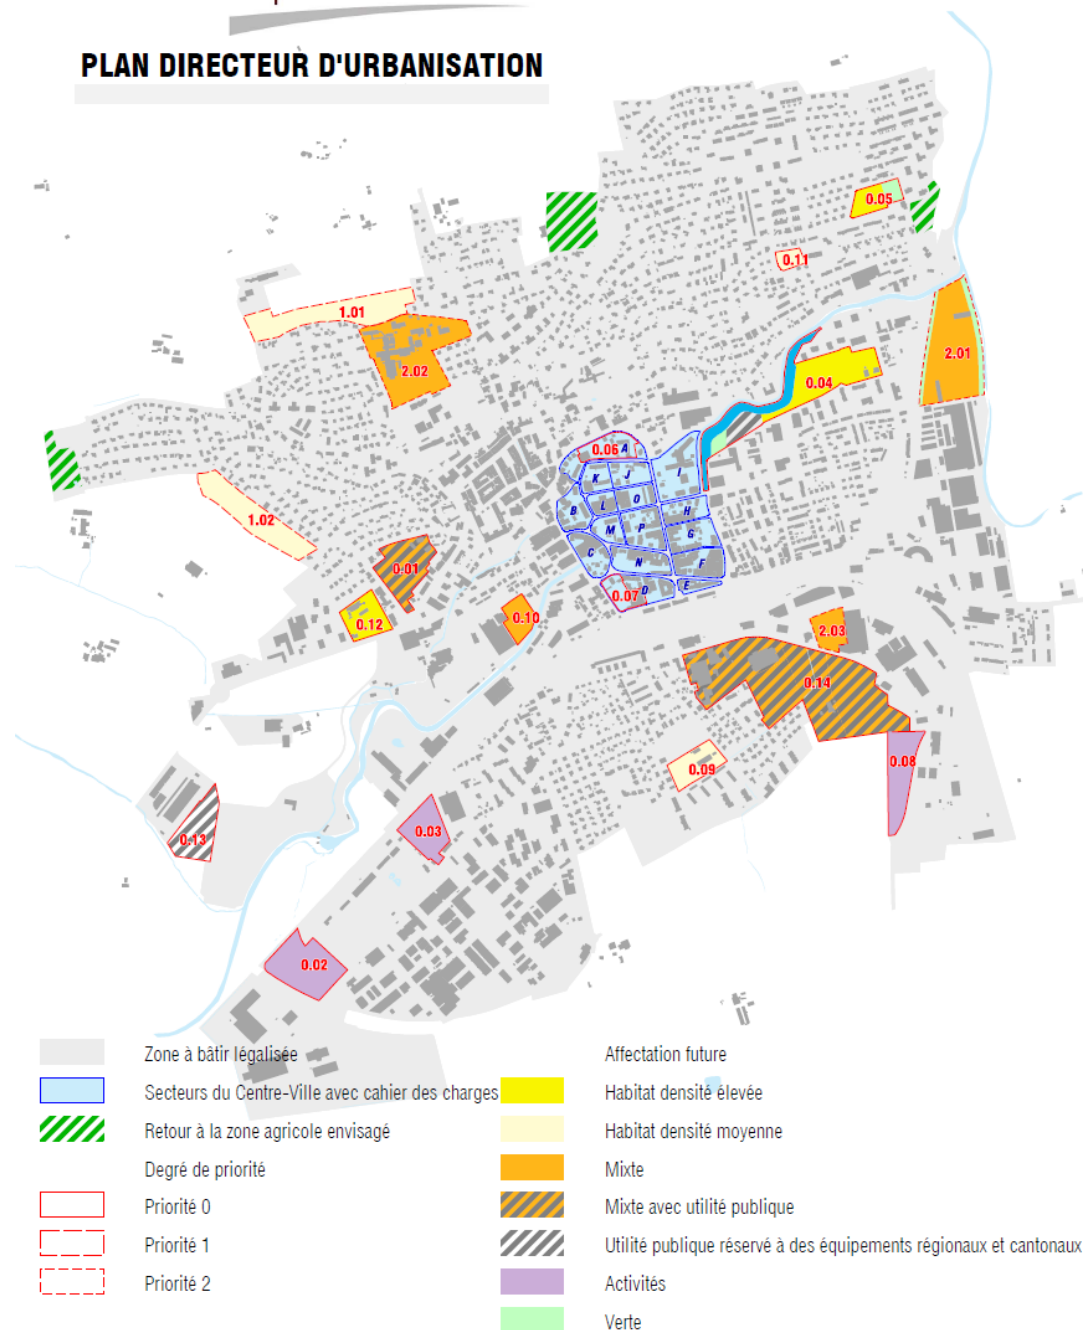 PLAN DIRECTEUR D'URBANISATION
0.05
0.11
1.01
2.01
2.02
0.04
0.06 A
I
K J
L O
B
H
M P
G
1.02
C
N
F
0.01
D
E
0.07
0.12
0.10
2.03
0.14
0.09
0.08
0.03
0.13
0.02
Zone à bâtir légalisée
Secteurs du Centre-Ville avec cahier des charges
Retour à la zone agricole envisagé
Degré de priorité
Priorité 0
Priorité 1
Priorité 2
Affectation future
Habitat densité élevée
Habitat densité moyenne
Mixte
Mixte avec utilité publique
Utilité publique réservé à des équipements régionaux et cantonaux
Activités
Verte